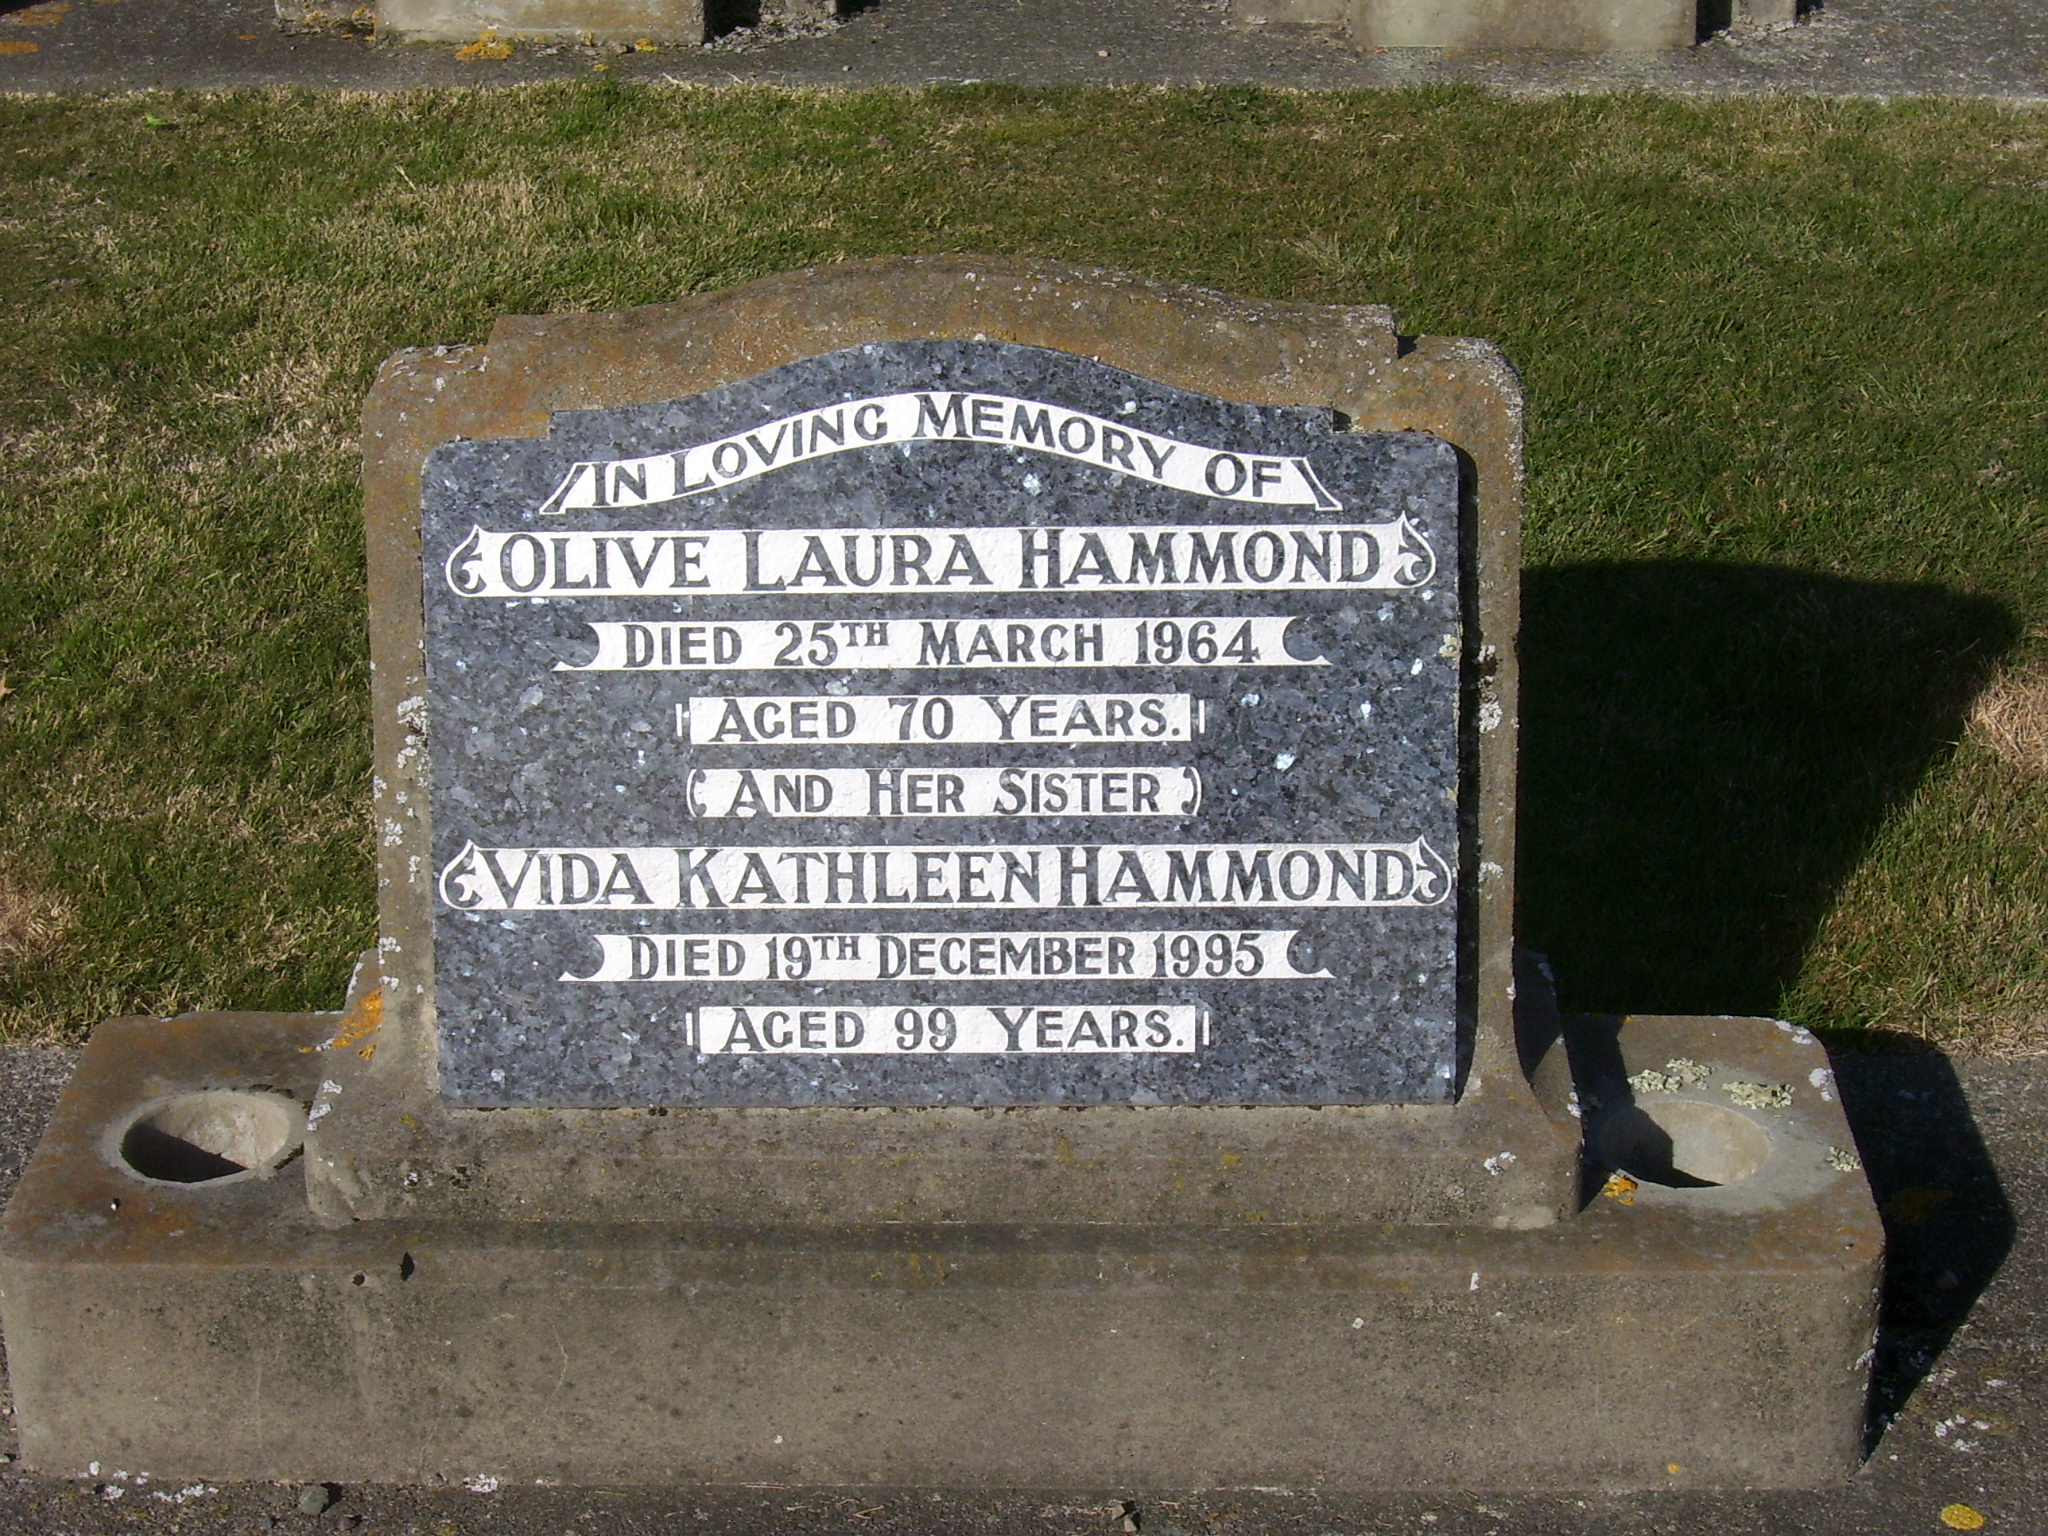 IN LOVING MEMORY OF
OLIVE LAURA HAMMOND
DIED 25TH MARCH 1964
AGED 70 YEARS.
AND HER SISTER
VIDA KATHLEEN HAMMOND
DIED 19TH DECEMBER 1995
AGED 99 YEARS.